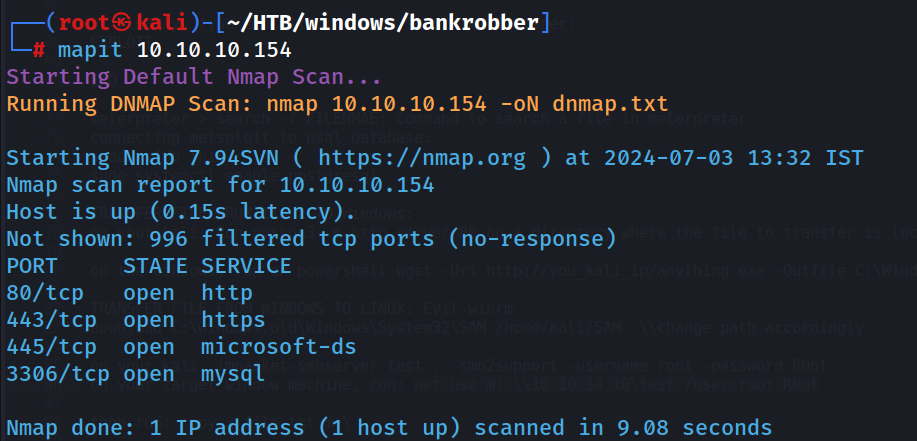 ┌──(root㉿kali)-[~/HTB/windows/bankrobber]
└─# mapit 10.10.10.154
Starting Default Nmap Scan...
Running DNMAP Scan: nmap 10.10.10.154 -oN dnmap.txt
Starting Nmap 7.94SVN ( https://nmap.org ) at 2024-07-03 13:32 IST
Nmap scan report for 10.10.10.154
Host is up (0.15s latency).
Not shown: 996 filtered tcp ports (no-response)
PORT STATE SERVICE
80/tcp open http
443/tcp open https
445/tcp open microsoft-ds
3306/tcp open mysql
Nmap done: 1 IP address (1 host up) scanned in 9.08 seconds